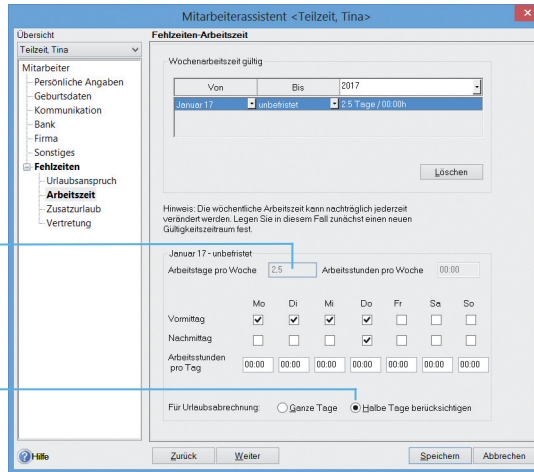 Mitarbeiterassistent <Teilzeit, Tina>
Übersicht
Teilzeit, Tina
Mitarbeiter
Persönliche Angaben
Geburtsdaten
Kommunikation
Bank
Firma
Sonstiges
Fehlzeiten
Urlaubsanspruch
Arbeitszeit
Zusatzurlaub
Vertretung
Fehlzeiten-Arbeitszeit
Wochenarbeitszeit gültig
Von Bis 2017
Januar 17 unbefristet 2.5 Tage / 00:00h
Löschen
Hinweis: Die wöchentliche Arbeitszeit kann nachträglich jederzeit
verändert werden. Legen Sie in diesem Fall zunächst einen neuen
Gültigkeitszeitraum fest.
Januar 17 - unbefristet
Arbeitstage pro Woche 2,5 Arbeitsstunden pro Woche 00:00
Mo Di Mi Do Fr Sa So
Vormittag
Nachmittag
Arbeitsstunden
pro Tag 00:00 00:00 00:00 00:00 00:00 00:00 00:00
Für Urlaubsabrechnung: Ganze Tage Halbe Tage berücksichtigen
Hilfe Zurück Weiter Speichern Abbrechen